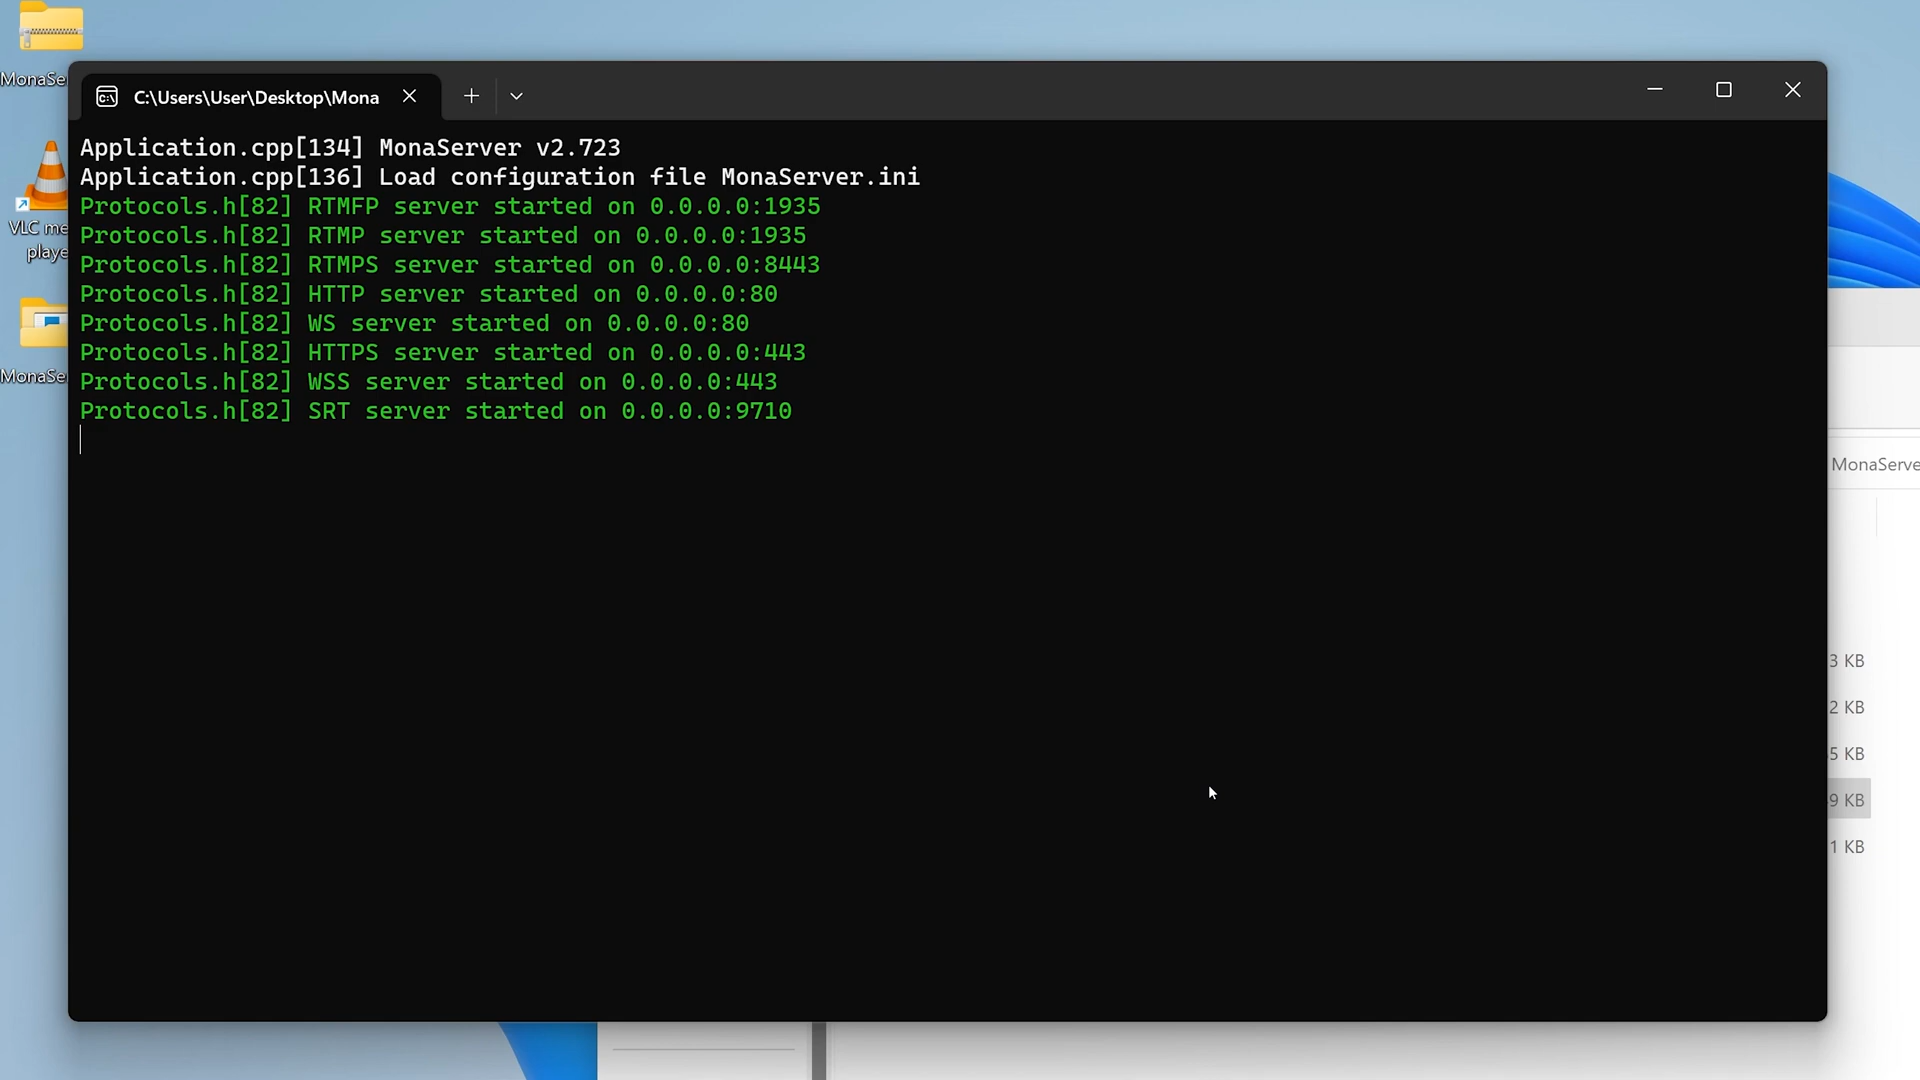 MonaSe
C:\Users\User\Desktop\Mona
Application.cpp[134] MonaServer v2.723
Application.cpp[136] Load configuration file MonaServer.ini
Protocols.h[82] RTMFP server started on 0.0.0.0:1935
Protocols.h[82] RTMP server started on 0.0.0.0:1935
Protocols.h[82] RTMPS server started on 0.0.0.0:8443
Protocols.h[82] HTTP server started on 0.0.0.0:80
Protocols.h[82] WS server started on 0.0.0.0:80
Protocols.h[82] HTTPS server started on 0.0.0.0:443
Protocols.h[82] WSS server started on 0.0.0.0:443
Protocols.h[82] SRT server started on 0.0.0.0:9710
VLC me
playe
MonaSe
MonaServe
3 KB
2 KB
5 KB
9 KB
1 KB